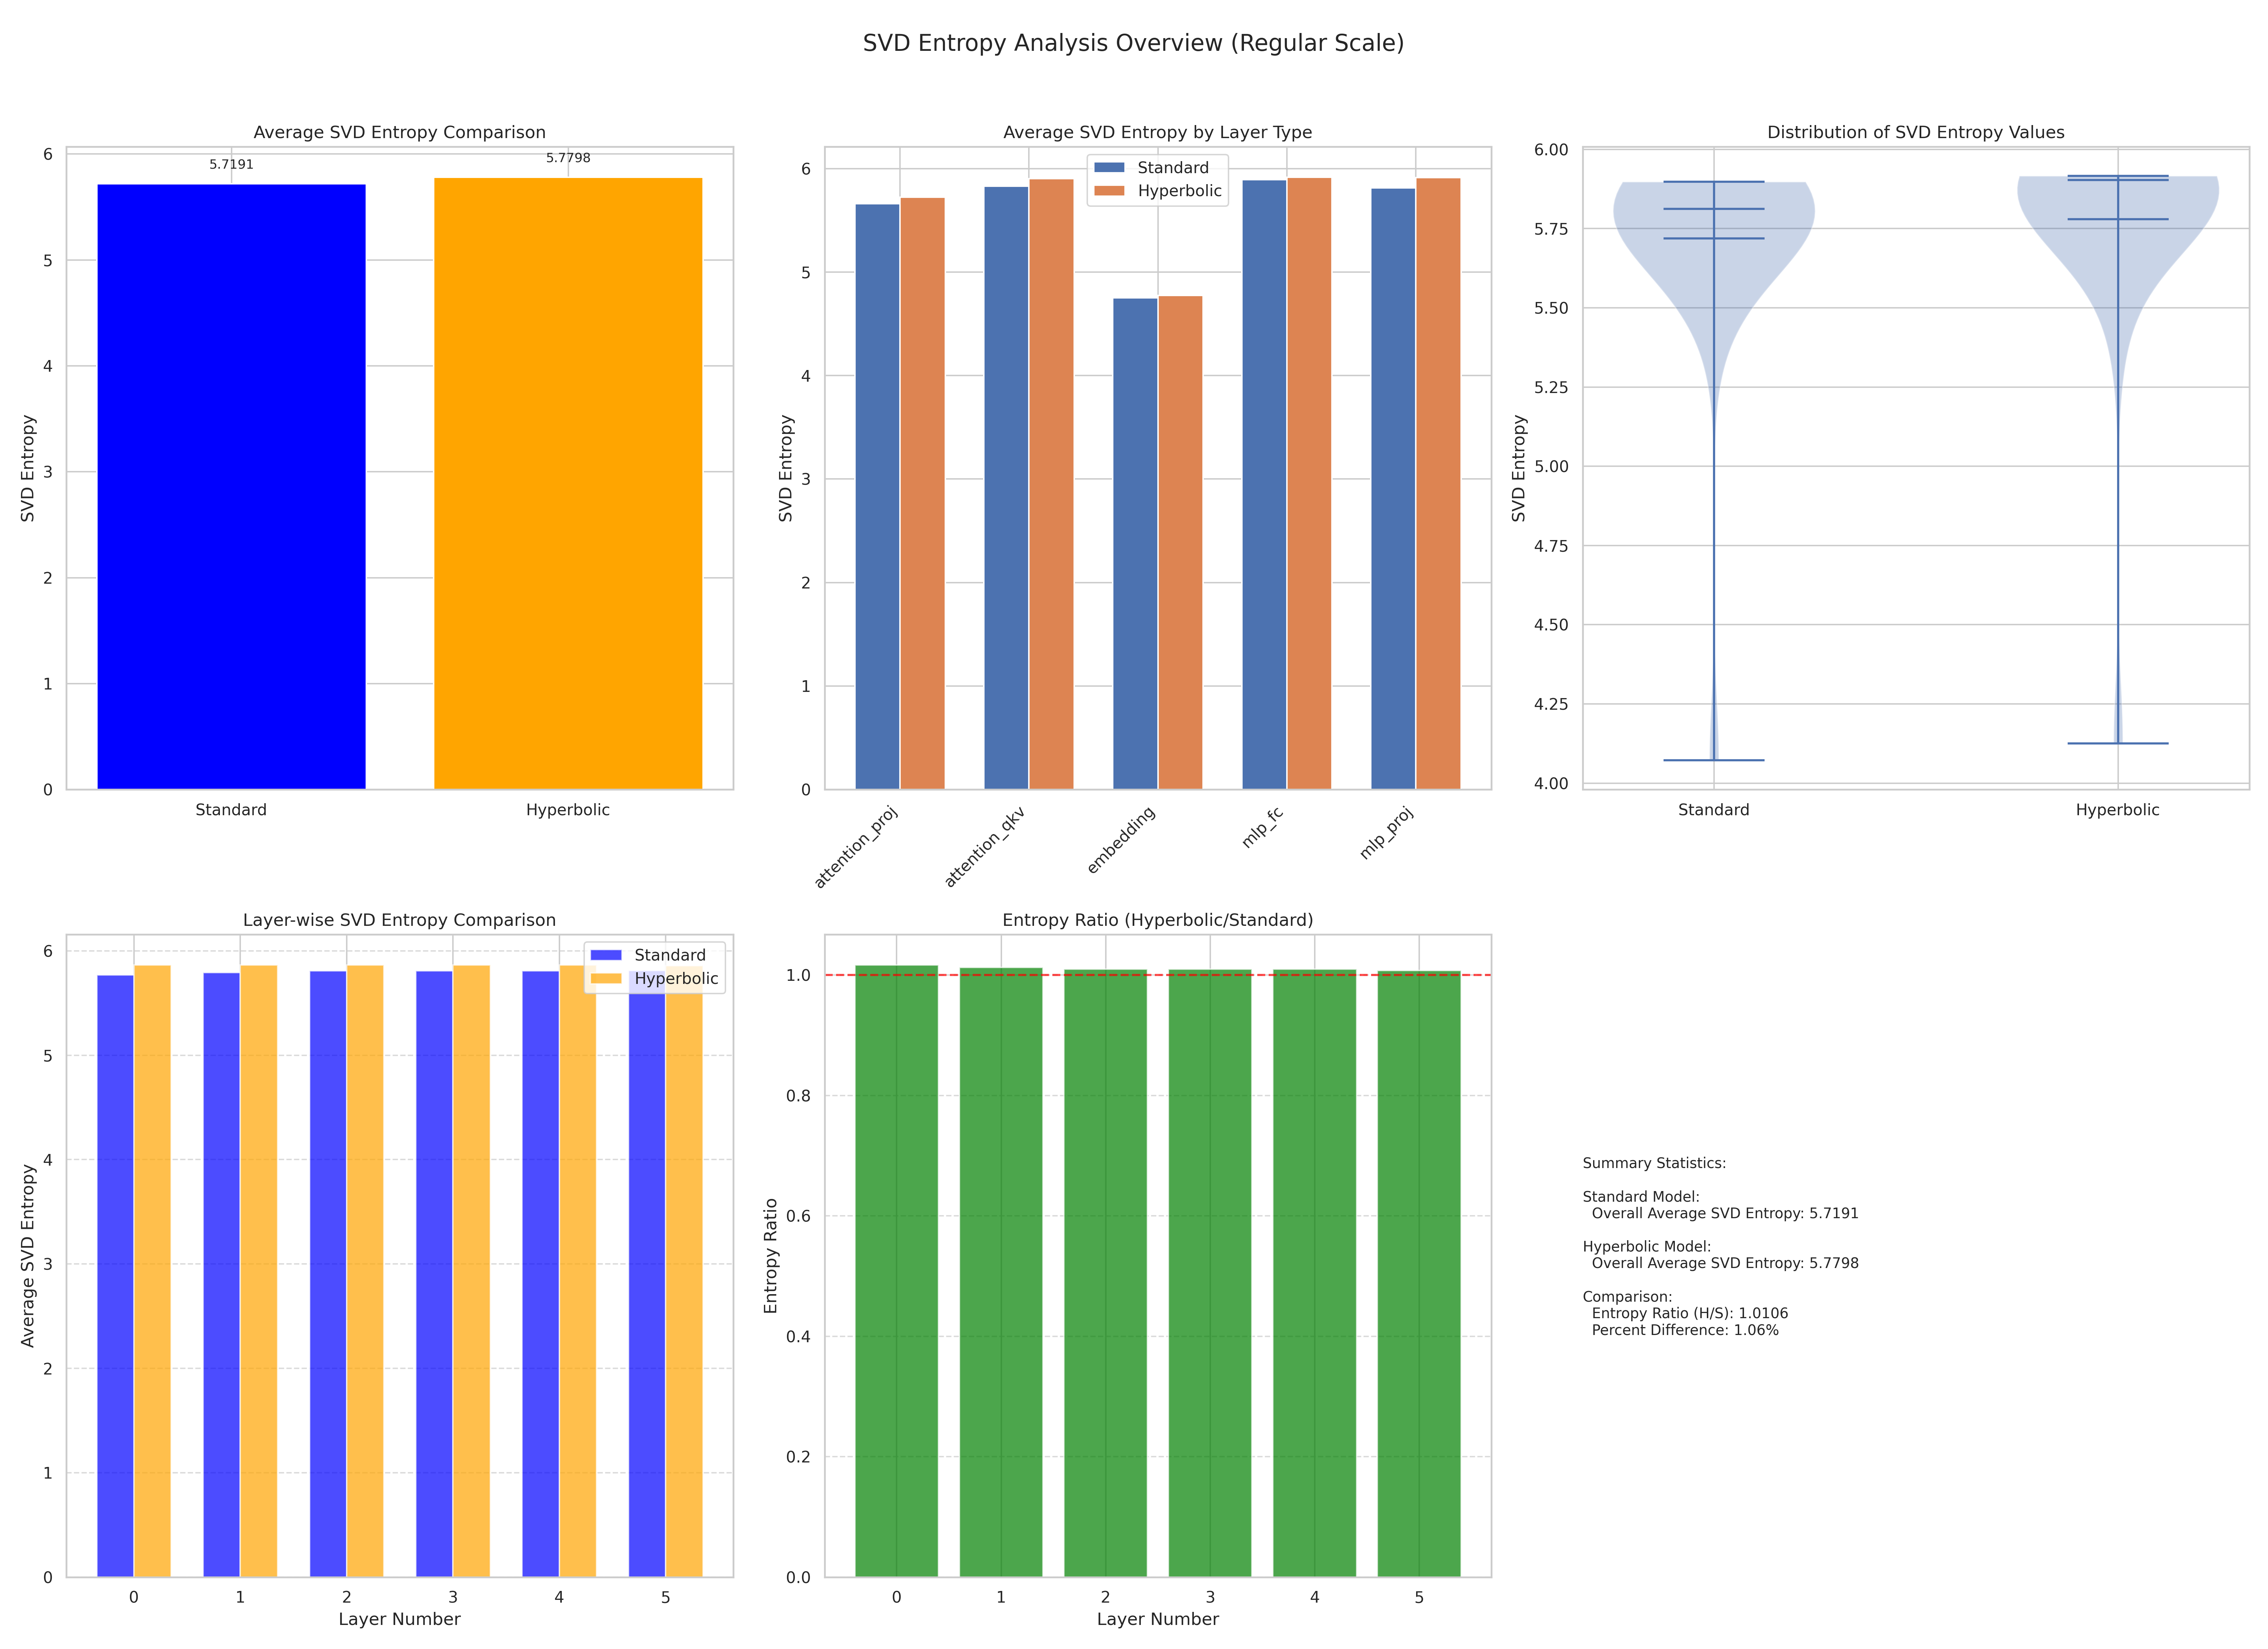 SVD Entropy Analysis Overview (Regular Scale)
Average SVD Entropy Comparison
6
5
4
3
2
1
0
SVD Entropy
5.7191
5.7798
Standard
Hyperbolic
Average SVD Entropy by Layer Type
6
5
4
3
2
1
0
SVD Entropy
Standard
Hyperbolic
attention_proj
attention_qkv
embedding
mlp_fc
mlp_proj
Distribution of SVD Entropy Values
6.00
5.75
5.50
5.25
5.00
4.75
4.50
4.25
4.00
SVD Entropy
Standard
Hyperbolic
Layer-wise SVD Entropy Comparison
6
5
4
3
2
1
0
Average SVD Entropy
Standard
Hyperbolic
0 1 2 3 4 5
Layer Number
Entropy Ratio (Hyperbolic/Standard)
1.0
0.8
0.6
0.4
0.2
0.0
Entropy Ratio
0 1 2 3 4 5
Layer Number
Summary Statistics:
Standard Model:
Overall Average SVD Entropy: 5.7191
Hyperbolic Model:
Overall Average SVD Entropy: 5.7798
Comparison:
Entropy Ratio (H/S): 1.0106
Percent Difference: 1.06%